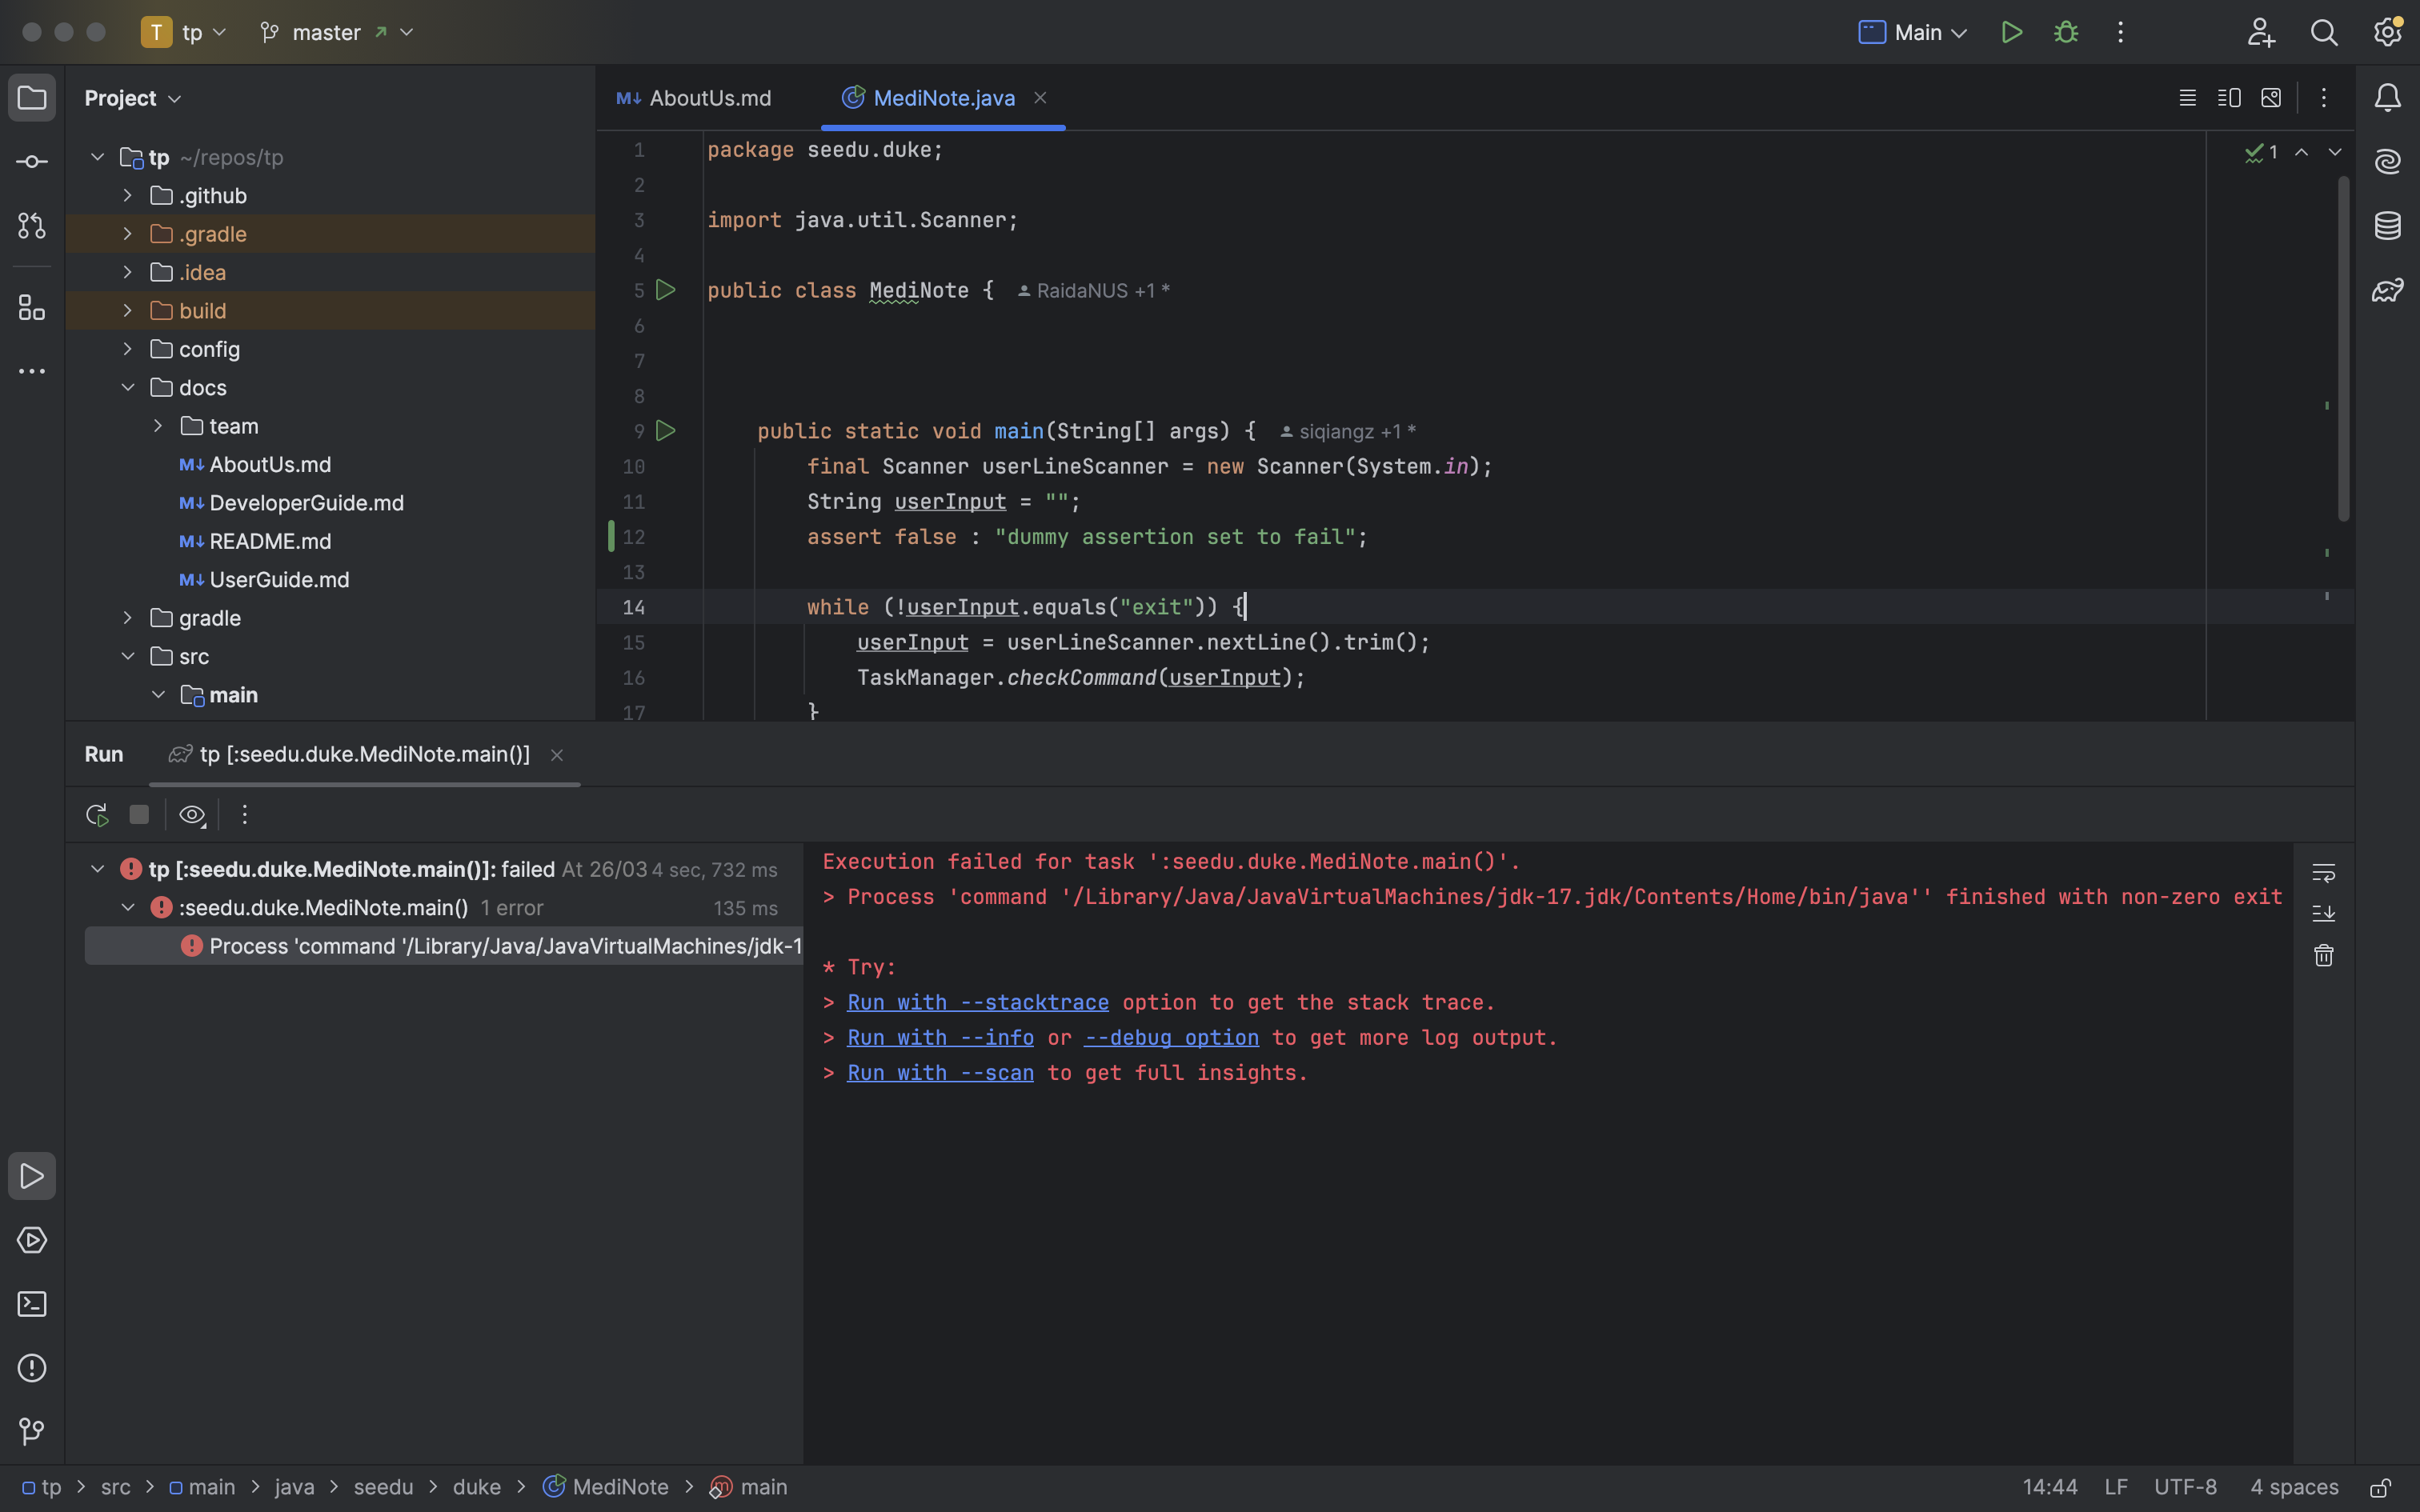 T tp master Main
Project
AboutUs.md MediNote.java
tp ~/repos/tp
.github
.gradle
.idea
build
config
docs
team
M↓ AboutUs.md
M↓ DeveloperGuide.md
M↓ README.md
M↓ UserGuide.md
gradle
src
main
1 package seedu.duke;
2
3 import java.util.Scanner;
4
5 public class MediNote { RaidaNUS +1 *
6
7
8
9 public static void main(String[] args) { siqiangz +1 *
10 final Scanner userLineScanner = new Scanner(System.in);
11 String userInput = "";
12 assert false : "dummy assertion set to fail";
13
14 while (!userInput.equals("exit")) {
15 userInput = userLineScanner.nextLine().trim();
16 TaskManager.checkCommand(userInput);
17 }
1
Run tp [:seedu.duke.MediNote.main()]
tp [:seedu.duke.MediNote.main()]: failed At 26/03 4 sec, 732 ms
:seedu.duke.MediNote.main() 1 error 135 ms
Process 'command '/Library/Java/JavaVirtualMachines/jdk-1
Execution failed for task ':seedu.duke.MediNote.main()'.
> Process 'command '/Library/Java/JavaVirtualMachines/jdk-17.jdk/Contents/Home/bin/java'' finished with non-zero exit
* Try:
> Run with --stacktrace option to get the stack trace.
> Run with --info or --debug option to get more log output.
> Run with --scan to get full insights.
tp > src > main > java > seedu > duke > MediNote > main
14:44 LF UTF-8 4 spaces